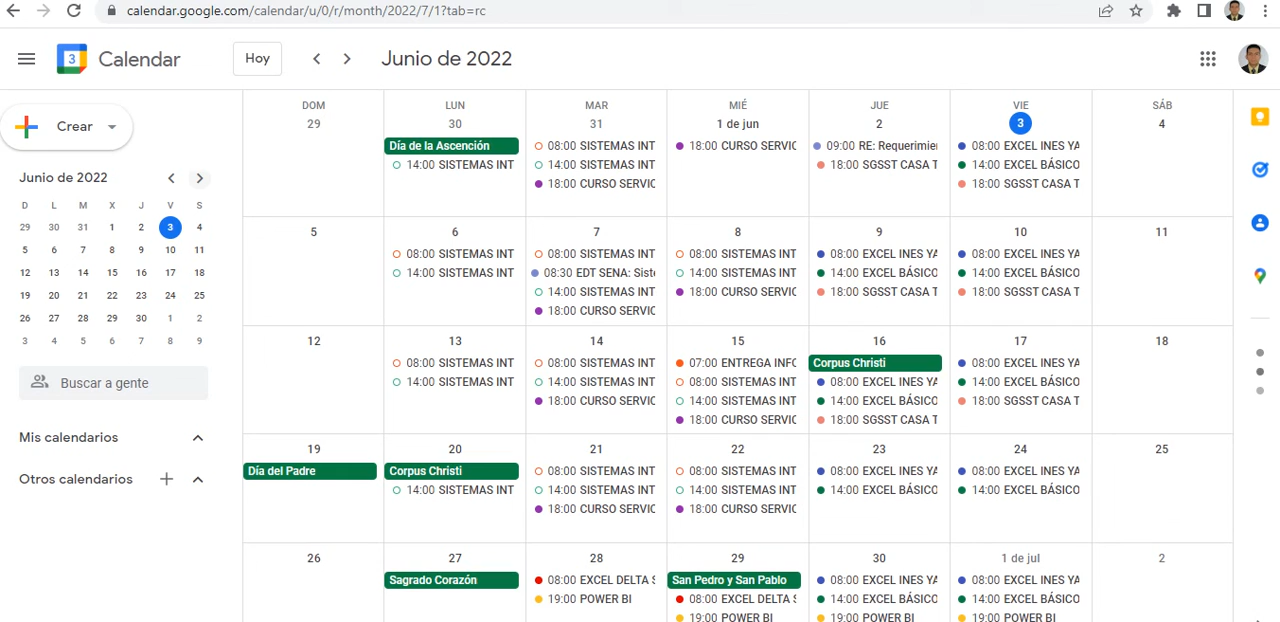 calendar.google.com/calendar/u/0/r/month/2022/7/1?tab=rc
3 Calendar Hoy Junio de 2022
Crear
Junio de 2022
D L M X J V S
29 30 31 1 2 3 4
5 6 7 8 9 10 11
12 13 14 15 16 17 18
19 20 21 22 23 24 25
26 27 28 29 30 1 2
3 4 5 6 7 8 9
Buscar a gente
Mis calendarios
Otros calendarios
DOM LUN MAR MIÉ JUE VIE SÁB
29 30 31 1 de jun 2 3 4
Día de la Ascención 08:00 SISTEMAS INT 18:00 CURSO SERVIC 09:00 RE: Requerimie 08:00 EXCEL INES YA
14:00 SISTEMAS INT 14:00 SISTEMAS INT 18:00 SGSST CASA T 14:00 EXCEL BÁSICO
18:00 CURSO SERVIC 18:00 SGSST CASA T
5 6 7 8 9 10 11
08:00 SISTEMAS INT 08:00 SISTEMAS INT 08:00 SISTEMAS INT 08:00 EXCEL INES YA 08:00 EXCEL INES YA
14:00 SISTEMAS INT 08:30 EDT SENA: Siste 14:00 SISTEMAS INT 14:00 EXCEL BÁSICO 14:00 EXCEL BÁSICO
14:00 SISTEMAS INT 18:00 CURSO SERVIC 18:00 SGSST CASA T 18:00 SGSST CASA T
18:00 CURSO SERVIC
12 13 14 15 16 17 18
08:00 SISTEMAS INT 08:00 SISTEMAS INT 07:00 ENTREGA INFO Corpus Christi 08:00 EXCEL INES YA
14:00 SISTEMAS INT 14:00 SISTEMAS INT 08:00 SISTEMAS INT 08:00 EXCEL INES YA 14:00 EXCEL BÁSICO
18:00 CURSO SERVIC 14:00 SISTEMAS INT 14:00 EXCEL BÁSICO 18:00 SGSST CASA T
18:00 CURSO SERVIC 18:00 SGSST CASA T
19 20 21 22 23 24 25
Día del Padre Corpus Christi 08:00 SISTEMAS INT 08:00 SISTEMAS INT 08:00 EXCEL INES YA 08:00 EXCEL INES YA
14:00 SISTEMAS INT 14:00 SISTEMAS INT 14:00 SISTEMAS INT 14:00 EXCEL BÁSICO 14:00 EXCEL BÁSICO
18:00 CURSO SERVIC 18:00 CURSO SERVIC
26 27 28 29 30 1 de jul 2
Sagrado Corazón 08:00 EXCEL DELTA S San Pedro y San Pablo 08:00 EXCEL INES YA 08:00 EXCEL INES YA
19:00 POWER BI 08:00 EXCEL DELTA S 14:00 EXCEL BÁSICO 14:00 EXCEL BÁSICO
19:00 POWER BI 19:00 POWER BI 19:00 POWER BI